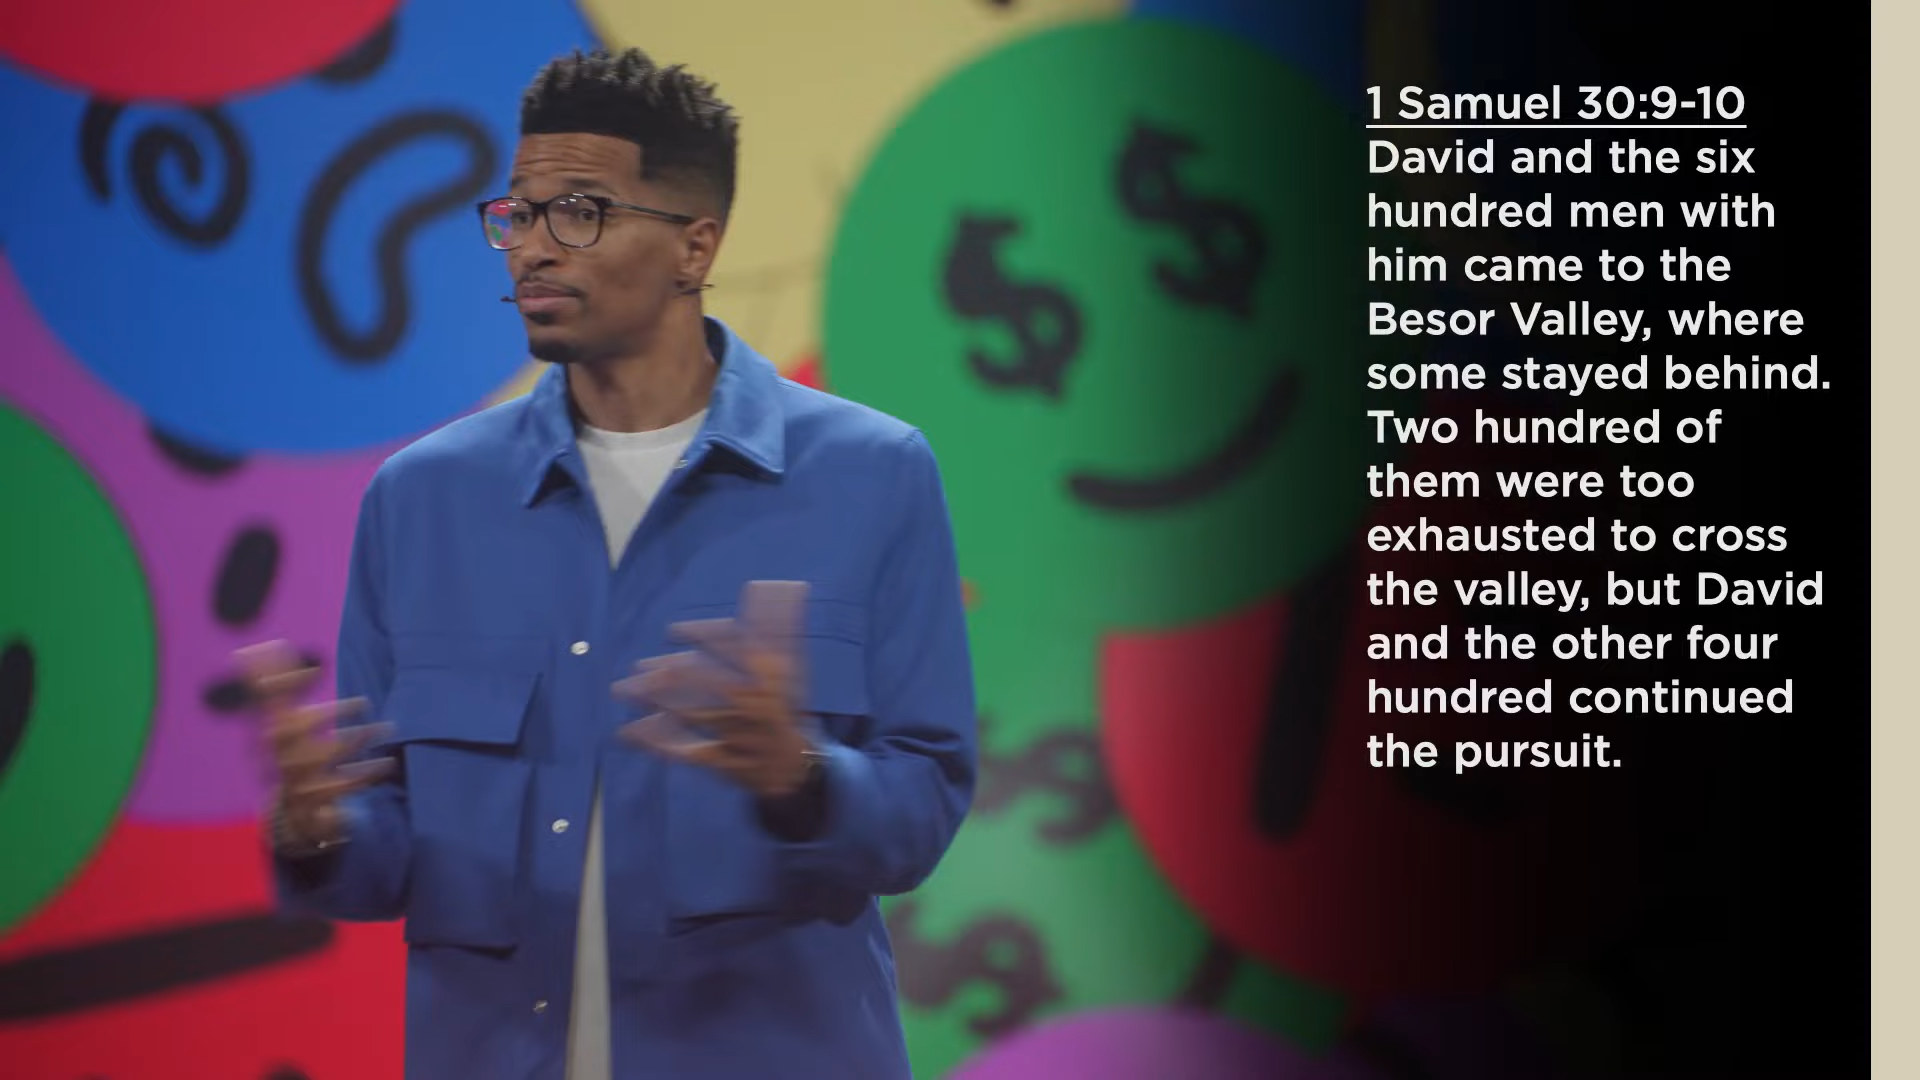 1 Samuel 30:9-10
David and the six
hundred men with
him came to the
Besor Valley, where
some stayed behind.
Two hundred of
them were too
exhausted to cross
the valley, but David
and the other four
hundred continued
the pursuit.